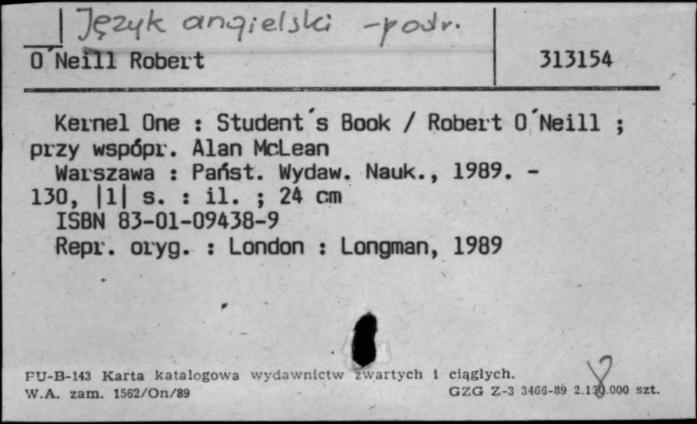 Język angielski - podr.
O´Neill Robert 313154
Kernel One : Student´s Book / Robert O´Neill ;
przy wspópr. Alan McLean
Warszawa : Państ. Wydaw. Nauk., 1989. -
130, |1| s. : il. ; 24 cm
ISBN 83-01-09438-9
Repr. oryg. : London : Longman, 1989
PU-B-143 Karta katalogowa wydawnictw zwartych i ciągłych.
W.A. zam. 1562/On/89 GZG Z-3 3466-89 2.130.000 szt.